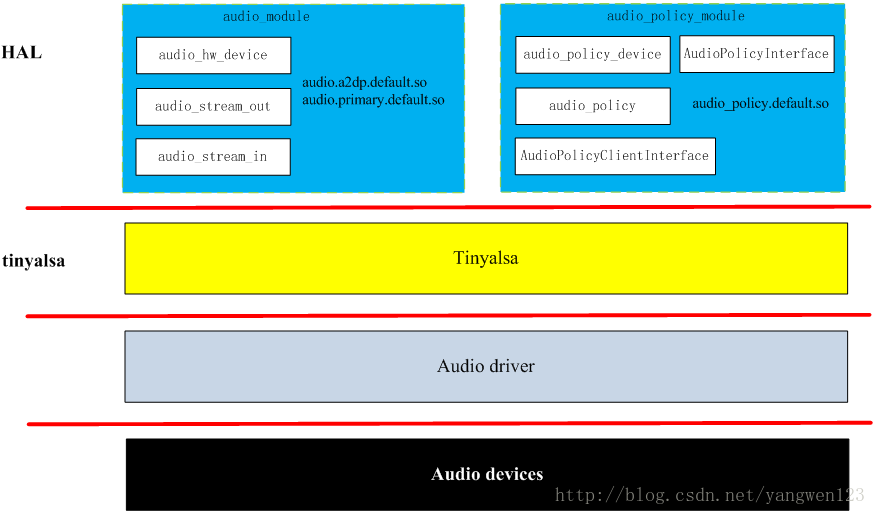 audio_module
audio_policy_module
HAL
audio_hw_device
audio_stream_out
audio_stream_in
audio.a2dp.default.so
audio.primary.default.so
audio_policy_device
AudioPolicyInterface
audio_policy
audio_policy.default.so
AudioPolicyClientInterface
tinyalsa
Tinyalsa
Audio driver
Audio devices
http://blog.csdn.net/yangwen123